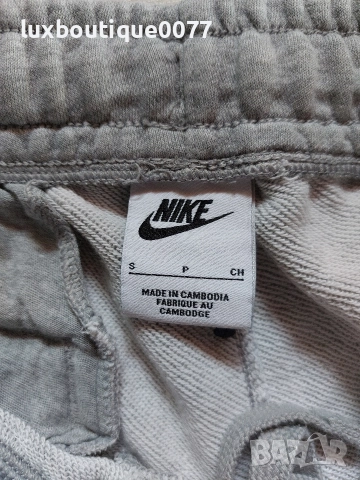 luxboutique0077
NIKE
S P CH
MADE IN CAMBODIA
FABRIQUE AU
CAMBODGE
BAZAR